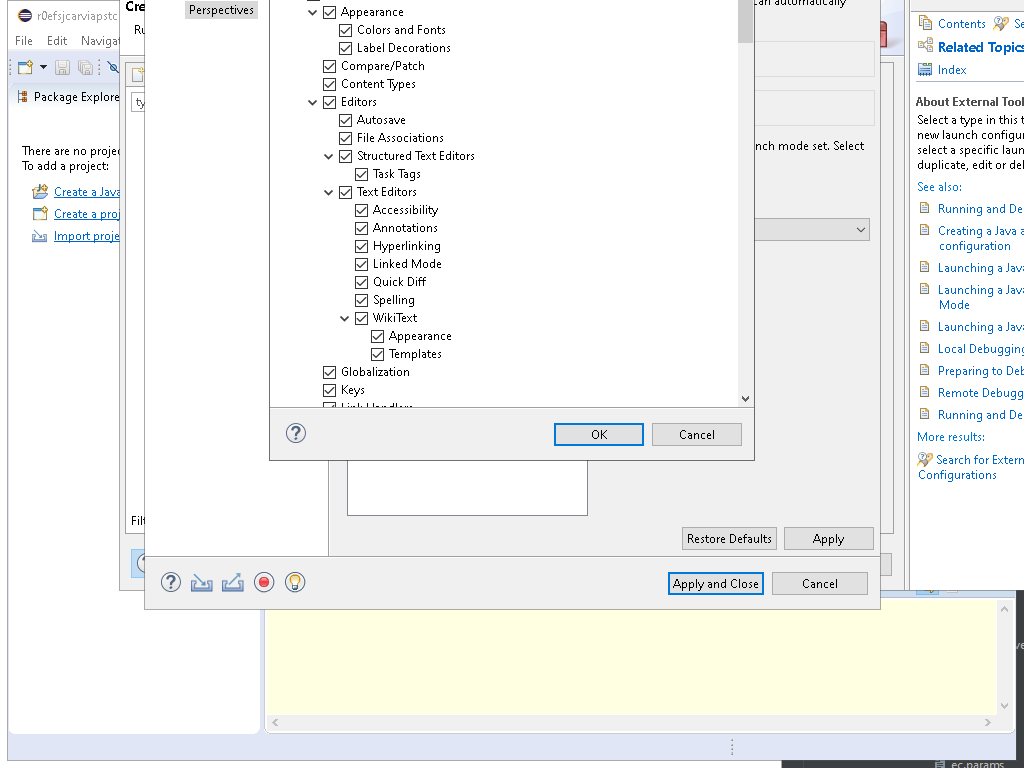 r0efsjcarviapstc
File Edit Navigat
Package Explore
There are no proje
To add a project:
Create a Java
Create a proj
Import proje
Cre
Ru
ty
Filt
Perspectives
Appearance
Colors and Fonts
Label Decorations
Compare/Patch
Content Types
Editors
Autosave
File Associations
Structured Text Editors
Task Tags
Text Editors
Accessibility
Annotations
Hyperlinking
Linked Mode
Quick Diff
Spelling
WikiText
Appearance
Templates
Globalization
Keys
Link Handlers
OK Cancel
can automatically
nch mode set. Select
Restore Defaults Apply
Apply and Close Cancel
Contents Se
Related Topics
Index
About External Tool
Select a type in this t
new launch configur
select a specific laun
duplicate, edit or del
See also:
Running and De
Creating a Java a
configuration
Launching a Java
Launching a Java
Mode
Launching a Java
Local Debugging
Preparing to Deb
Remote Debugg
Running and De
More results:
Search for Extern
Configurations
ve
ec.params